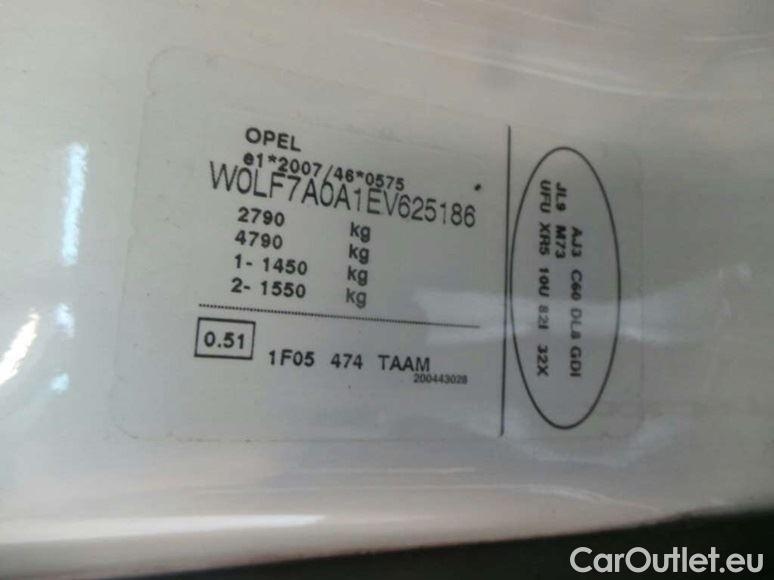 OPEL
e1*2007/46*0575
W0LF7A0A1EV625186
2790 kg
4790 kg
1- 1450 kg
2- 1550 kg
0.51 1F05 474 TAAM
200443028
AJ3 C60 DL8 GDI
JL9 M73
UFU XR5 10U 82I 32X
CarOutlet.eu